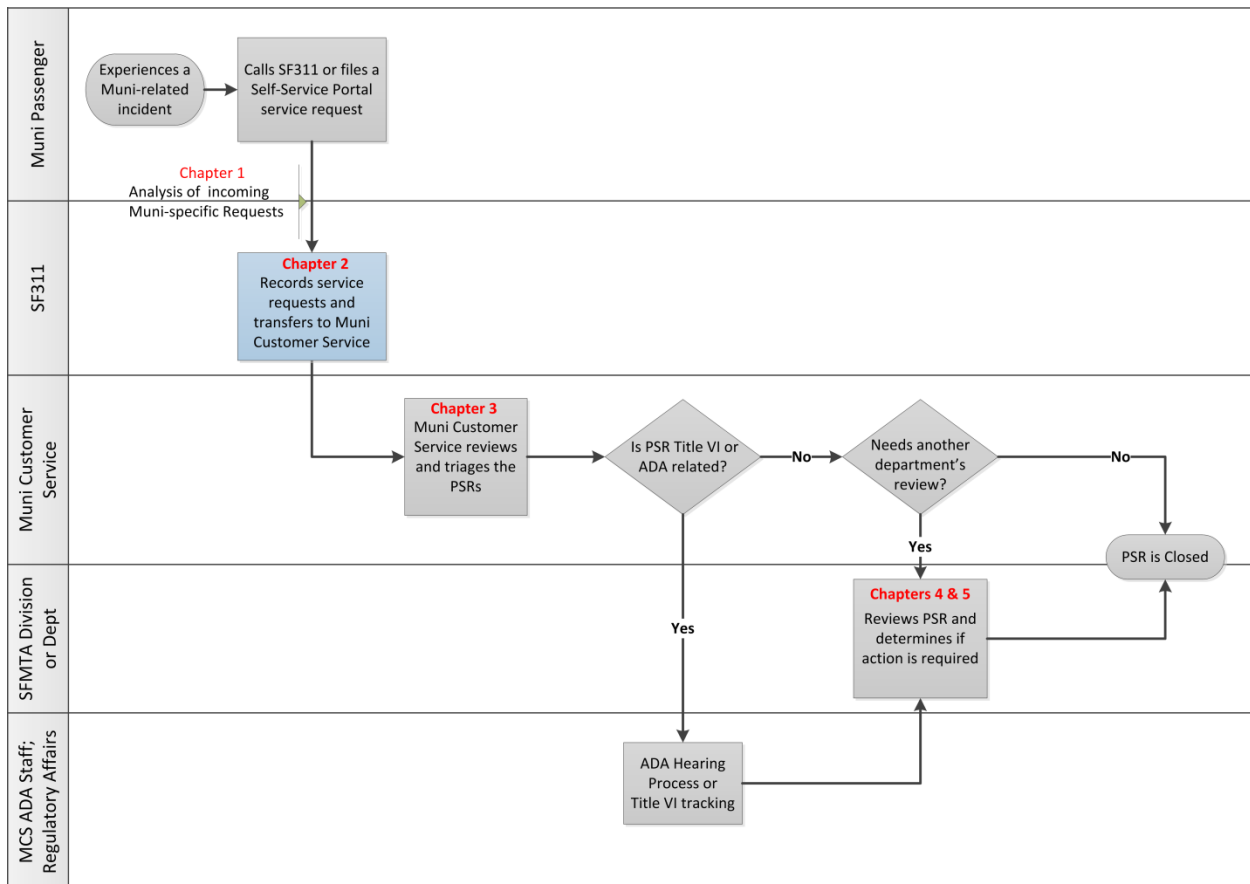 Muni Passenger
Experiences a
Muni-related
incident
Calls SF311 or files a
Self-Service Portal
service request
Chapter 1
Analysis of incoming
Muni-specific Requests
SF311
Chapter 2
Records service
requests and
transfers to Muni
Customer Service
Muni Customer
Service
Chapter 3
Muni Customer
Service reviews
and triages the
PSRs
Is PSR Title VI or
ADA related?
No
Needs another
department’s
review?
No
Yes
PSR is Closed
SFMTA Division
or Dept
Yes
Chapters 4 & 5
Reviews PSR and
determines if
action is required
MCS ADA Staff;
Regulatory Affairs
ADA Hearing
Process or
Title VI tracking